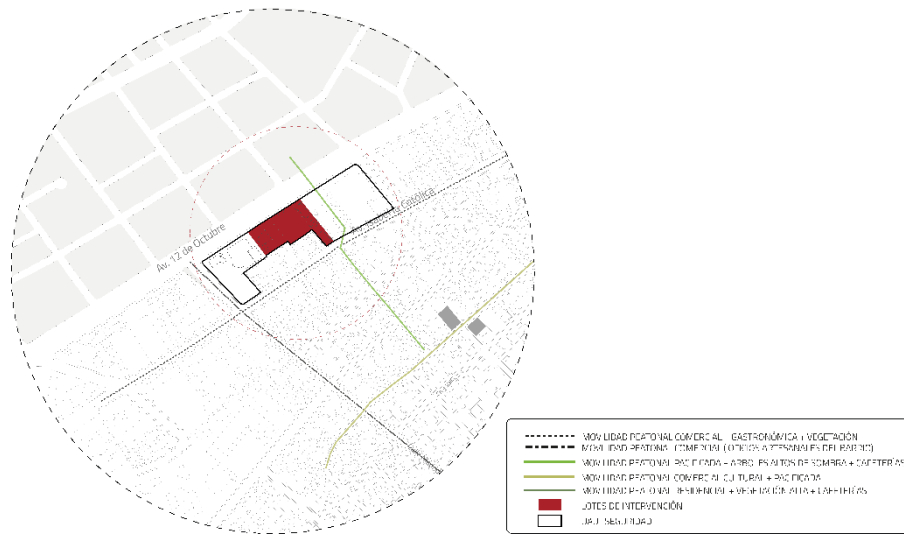 Av. 12 de Octubre
Católica
MOVILIDAD PEATONAL COMERCIAL + GASTRONÓMICA + VEGETACIÓN
MOVILIDAD PEATONAL COMERCIAL (OFICIOS ARTESANALES DEL BARRIO)
MOVILIDAD PEATONAL PACIFICADA + ÁRBOLES ALTOS DE SOMBRA + CAFETERÍAS
MOVILIDAD PEATONAL COMERCIAL CULTURAL + PACIFICADA
MOVILIDAD PEATONAL RESIDENCIAL + VEGETACIÓN ALTA + CAFETERÍAS
LOTES DE INTERVENCIÓN
SEGURIDAD